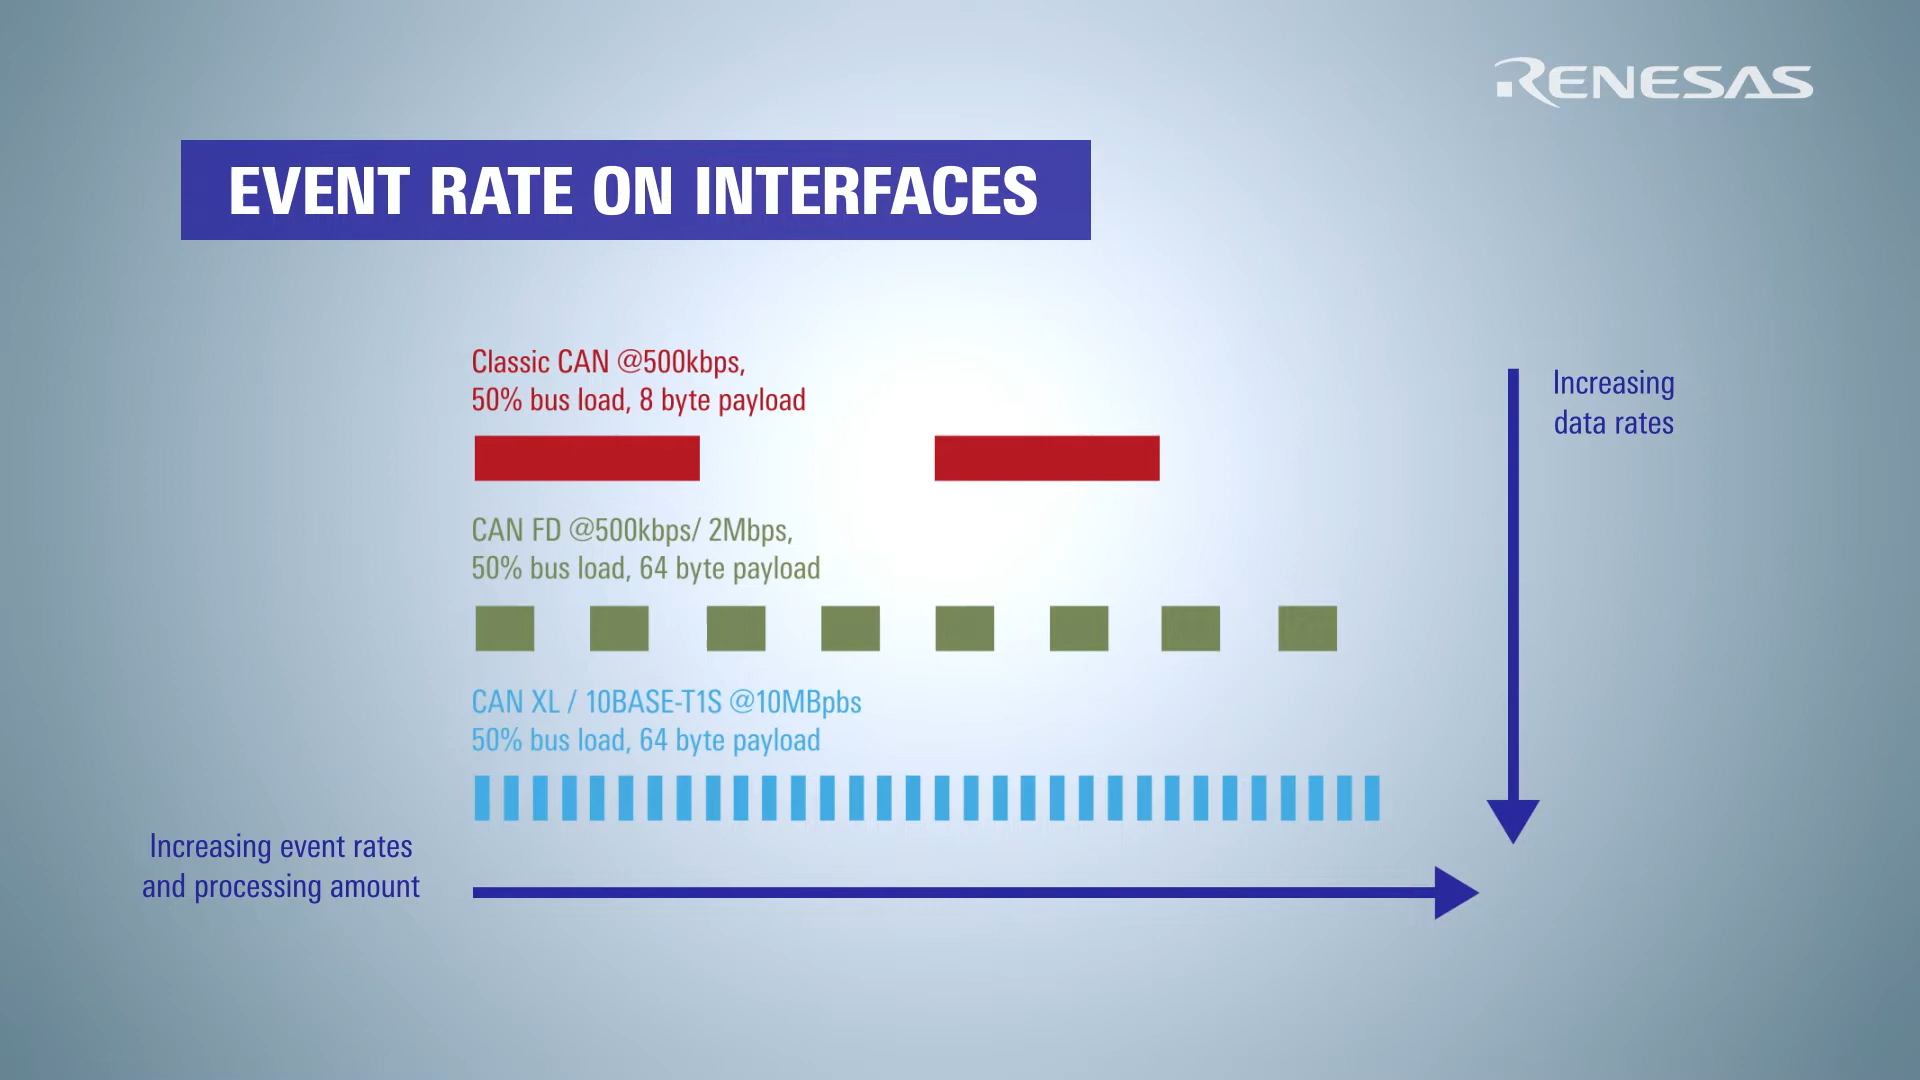 RENESAS
EVENT RATE ON INTERFACES
Classic CAN @500kbps,
50% bus load, 8 byte payload
Increasing
data rates
CAN FD @500kbps/ 2Mbps,
50% bus load, 64 byte payload
CAN XL / 10BASE-T1S @10MBpbs
50% bus load, 64 byte payload
Increasing event rates
and processing amount